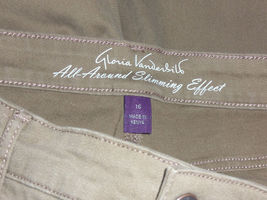 Gloria Vanderbilt
All-Around Slimming Effect
16
MADE IN
KENYA